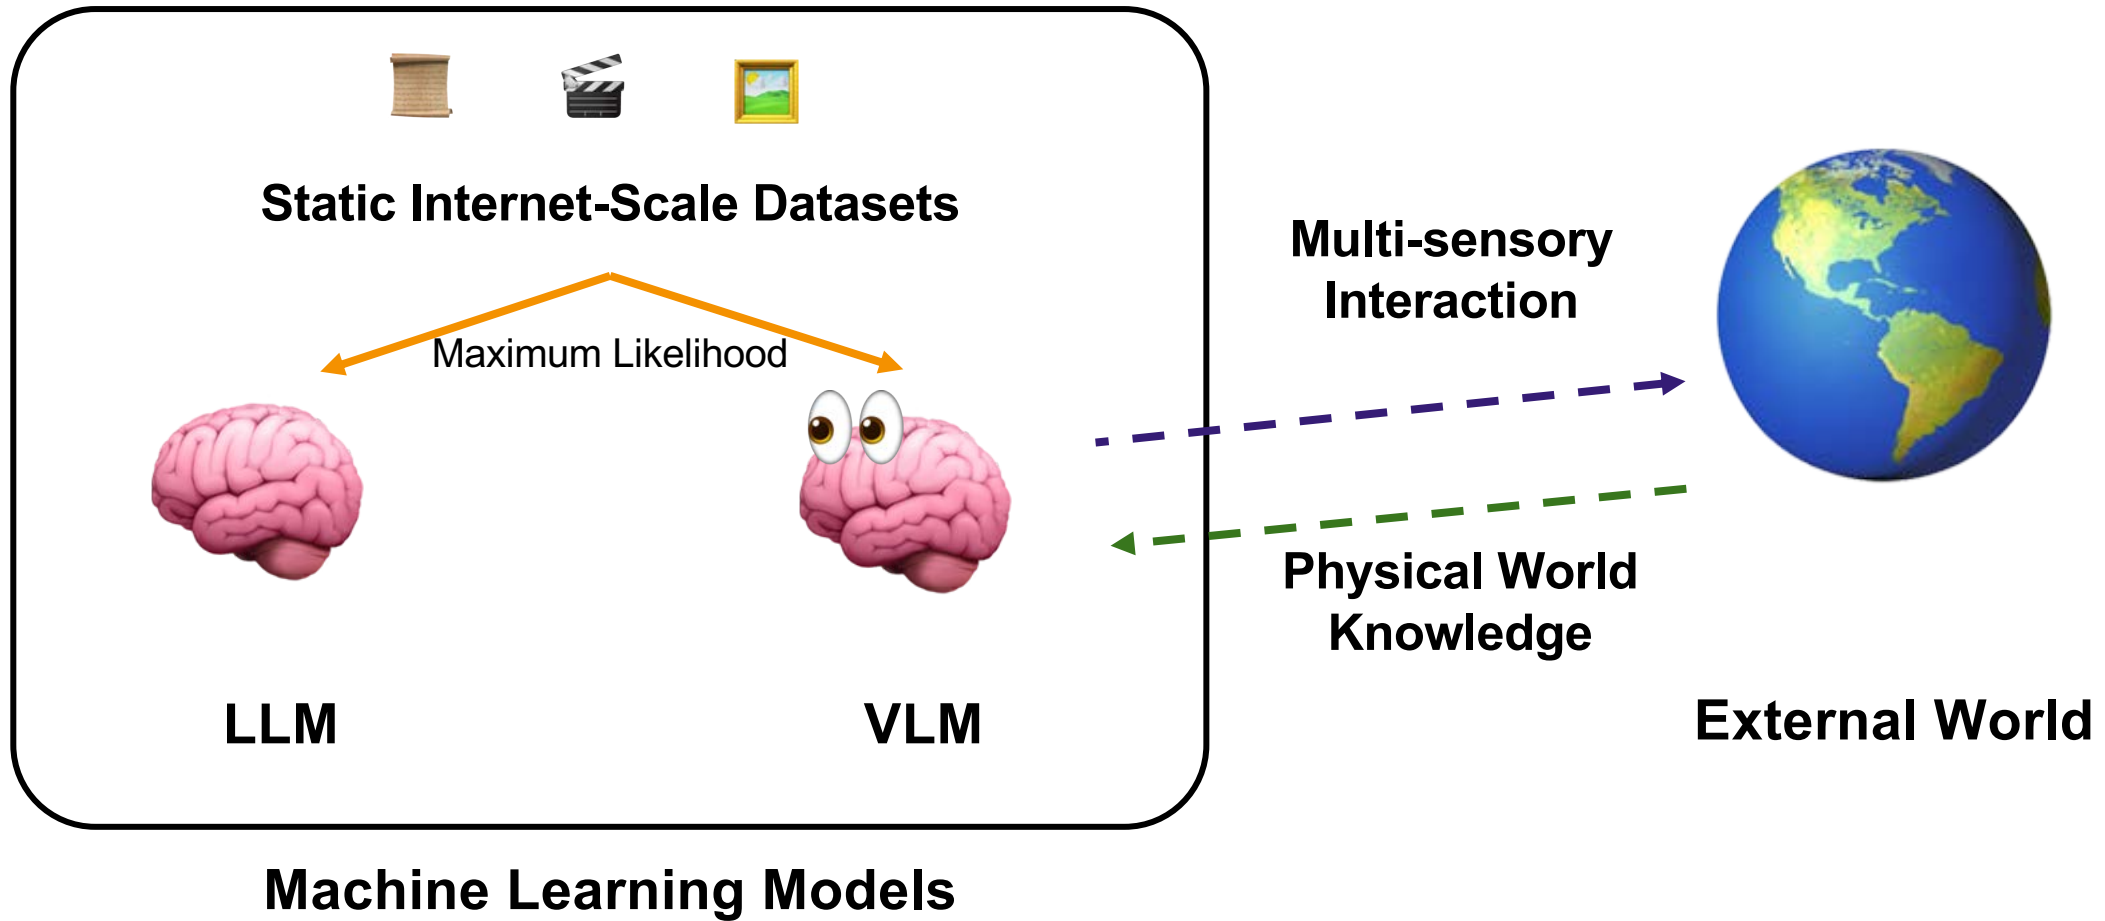 Static Internet-Scale Datasets
Maximum Likelihood
LLM
VLM
Machine Learning Models
Multi-sensory
Interaction
Physical World
Knowledge
External World